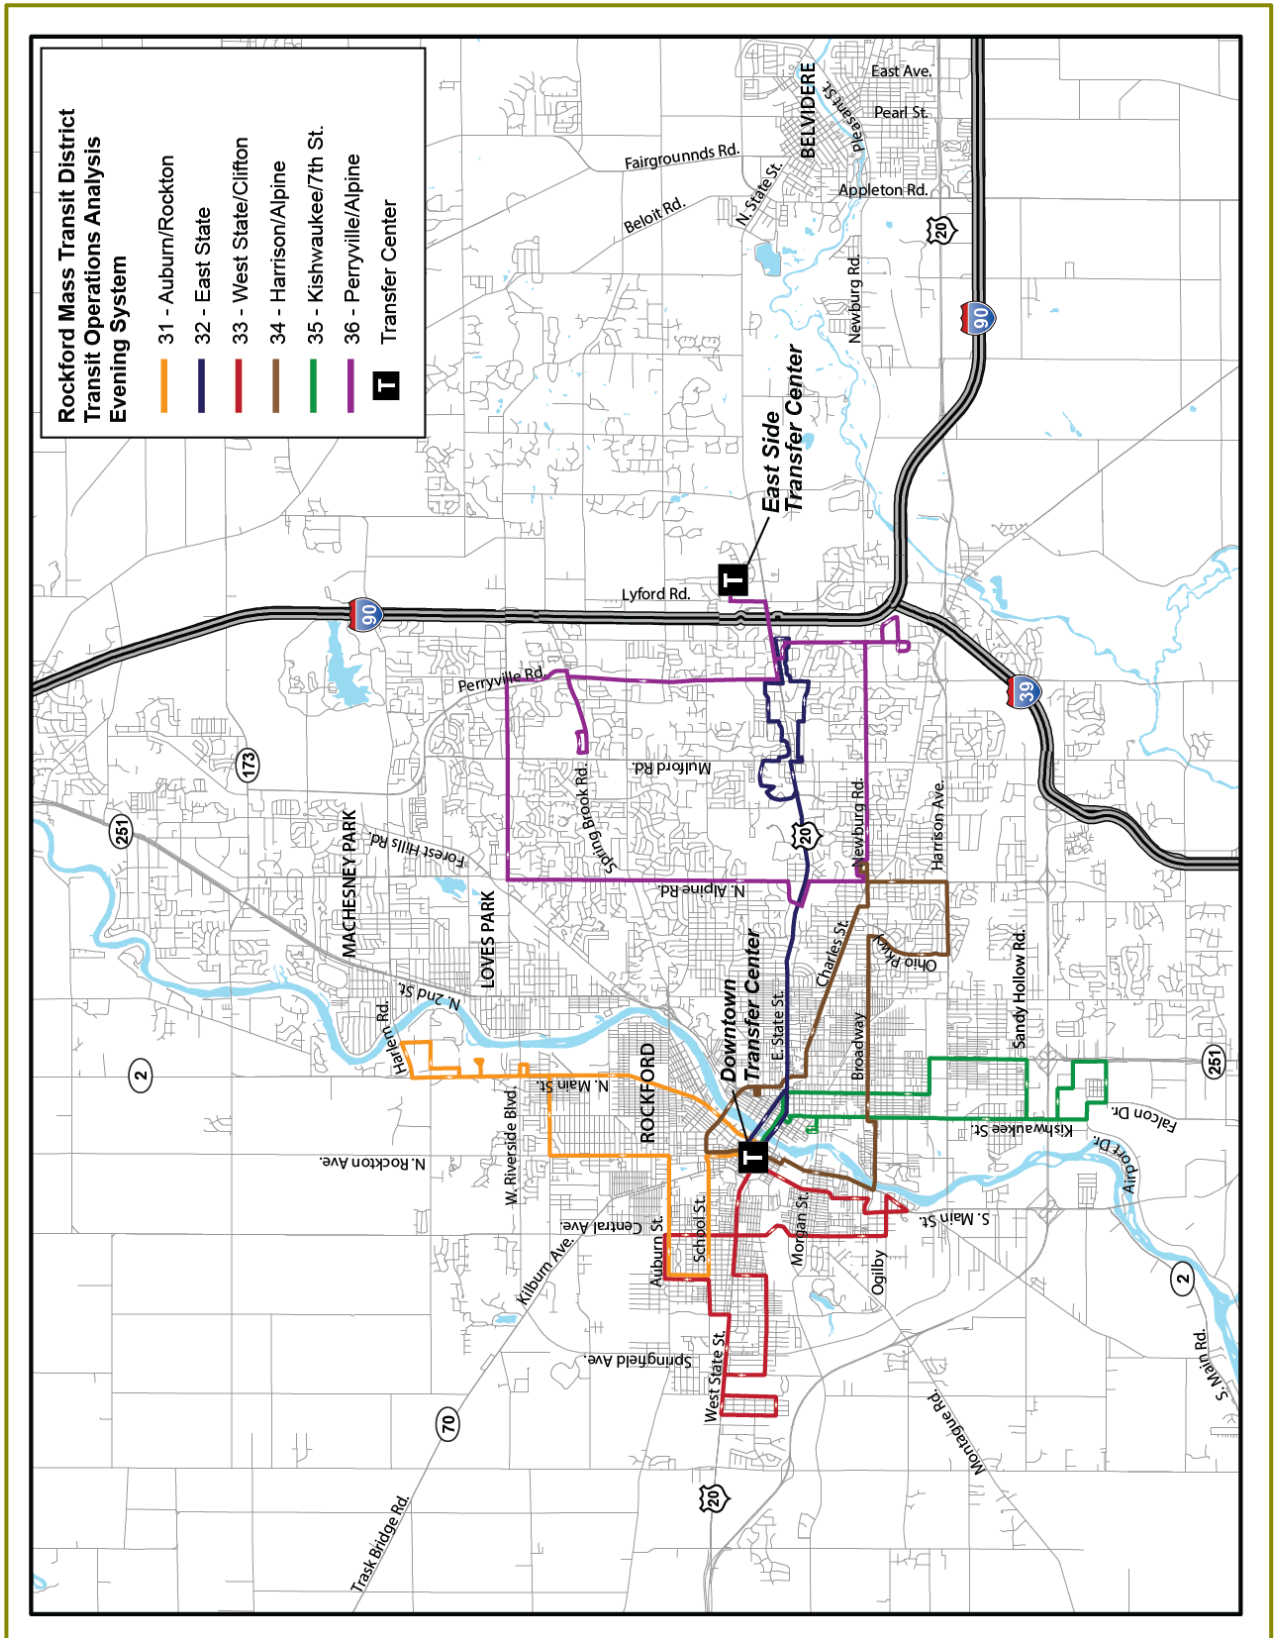 Rockford Mass Transit District
Transit Operations Analysis
Evening System
31 - Auburn/Rockton
32 - East State
33 - West State/Clifton
34 - Harrison/Alpine
35 - Kishwaukee/7th St.
36 - Perryville/Alpine
T Transfer Center
East Ave.
Pearl St.
Pleasant St.
BELVIDERE
Fairgrounnds Rd.
N. State St.
Appleton Rd.
Beloit Rd.
20
Newburg Rd.
90
East Side
Transfer Center
T
Lyford Rd.
90
39
Perryville Rd.
173
Mulford Rd.
251
MACHESNEY PARK
Forest Hills Rd.
Spring Brook Rd.
20
Newburg Rd.
Harrison Ave.
N. Alpine Rd.
LOVES PARK
N. 2nd St.
Charles St.
Ohio Pkwy
Sandy Hollow Rd.
Downtown
Transfer Center
E. State St.
Broadway
Harlem Rd.
2
N. Main St.
ROCKFORD
251
W. Riverside Blvd.
Kishwaukee St.
Falcon Dr.
Airport Dr.
N. Rockton Ave.
T
Central Ave.
Auburn St.
School St.
Morgan St.
S. Main St.
Kilburn Ave.
Ogilby
2
Springfield Ave.
West State St.
S. Main Rd.
70
Montague Rd.
20
Trask Bridge Rd.